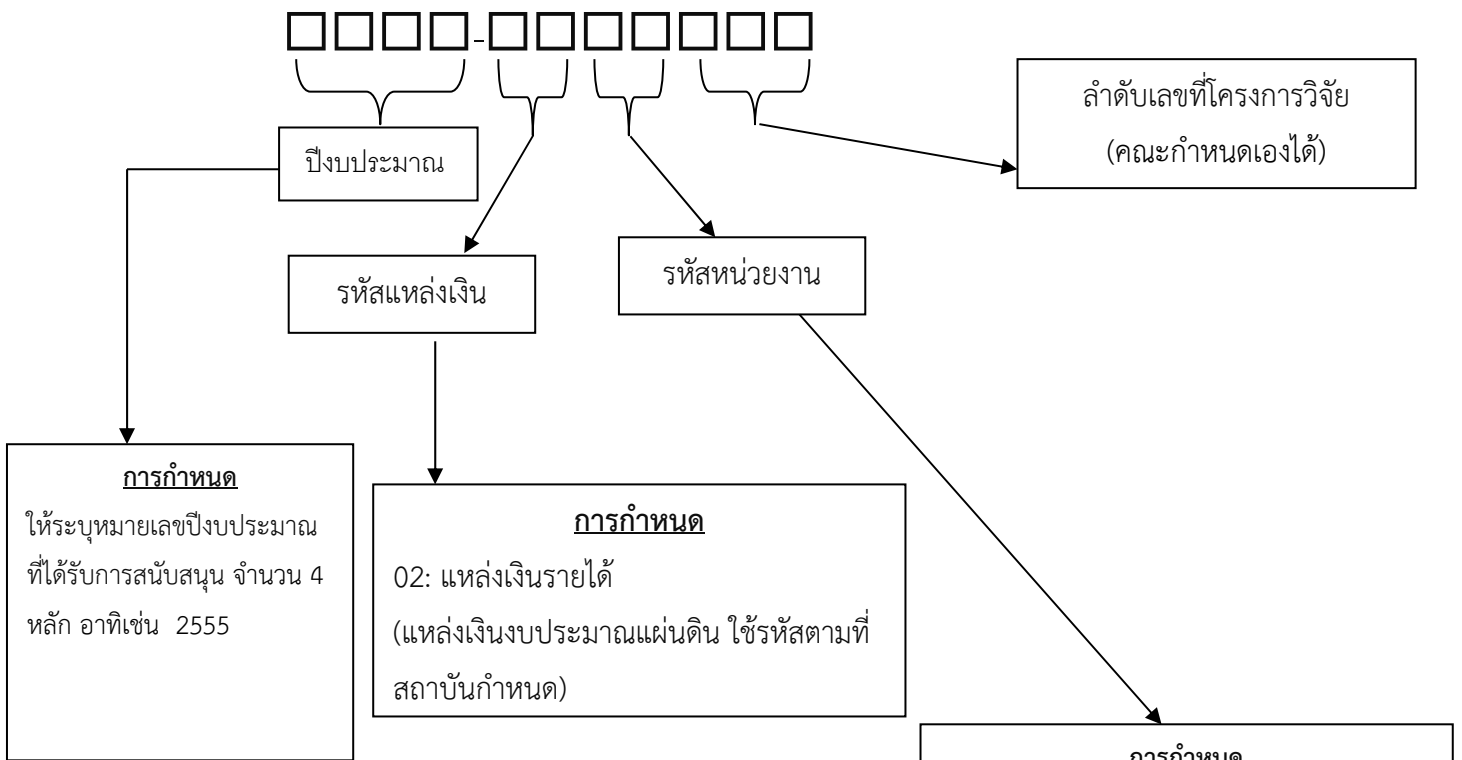 ปีงบประมาณ
ลำดับเลขที่โครงการวิจัย
(คณะกำหนดเองได้)
รหัสแหล่งเงิน
รหัสหน่วยงาน
การกำหนด
ให้ระบุหมายเลขปีงบประมาณ
ที่ได้รับการสนับสนุน จำนวน 4
หลัก อาทิเช่น 2555
การกำหนด
02: แหล่งเงินรายได้
(แหล่งเงินงบประมาณแผ่นดิน ใช้รหัสตามที่
สถาบันกำหนด)
การกำหนด